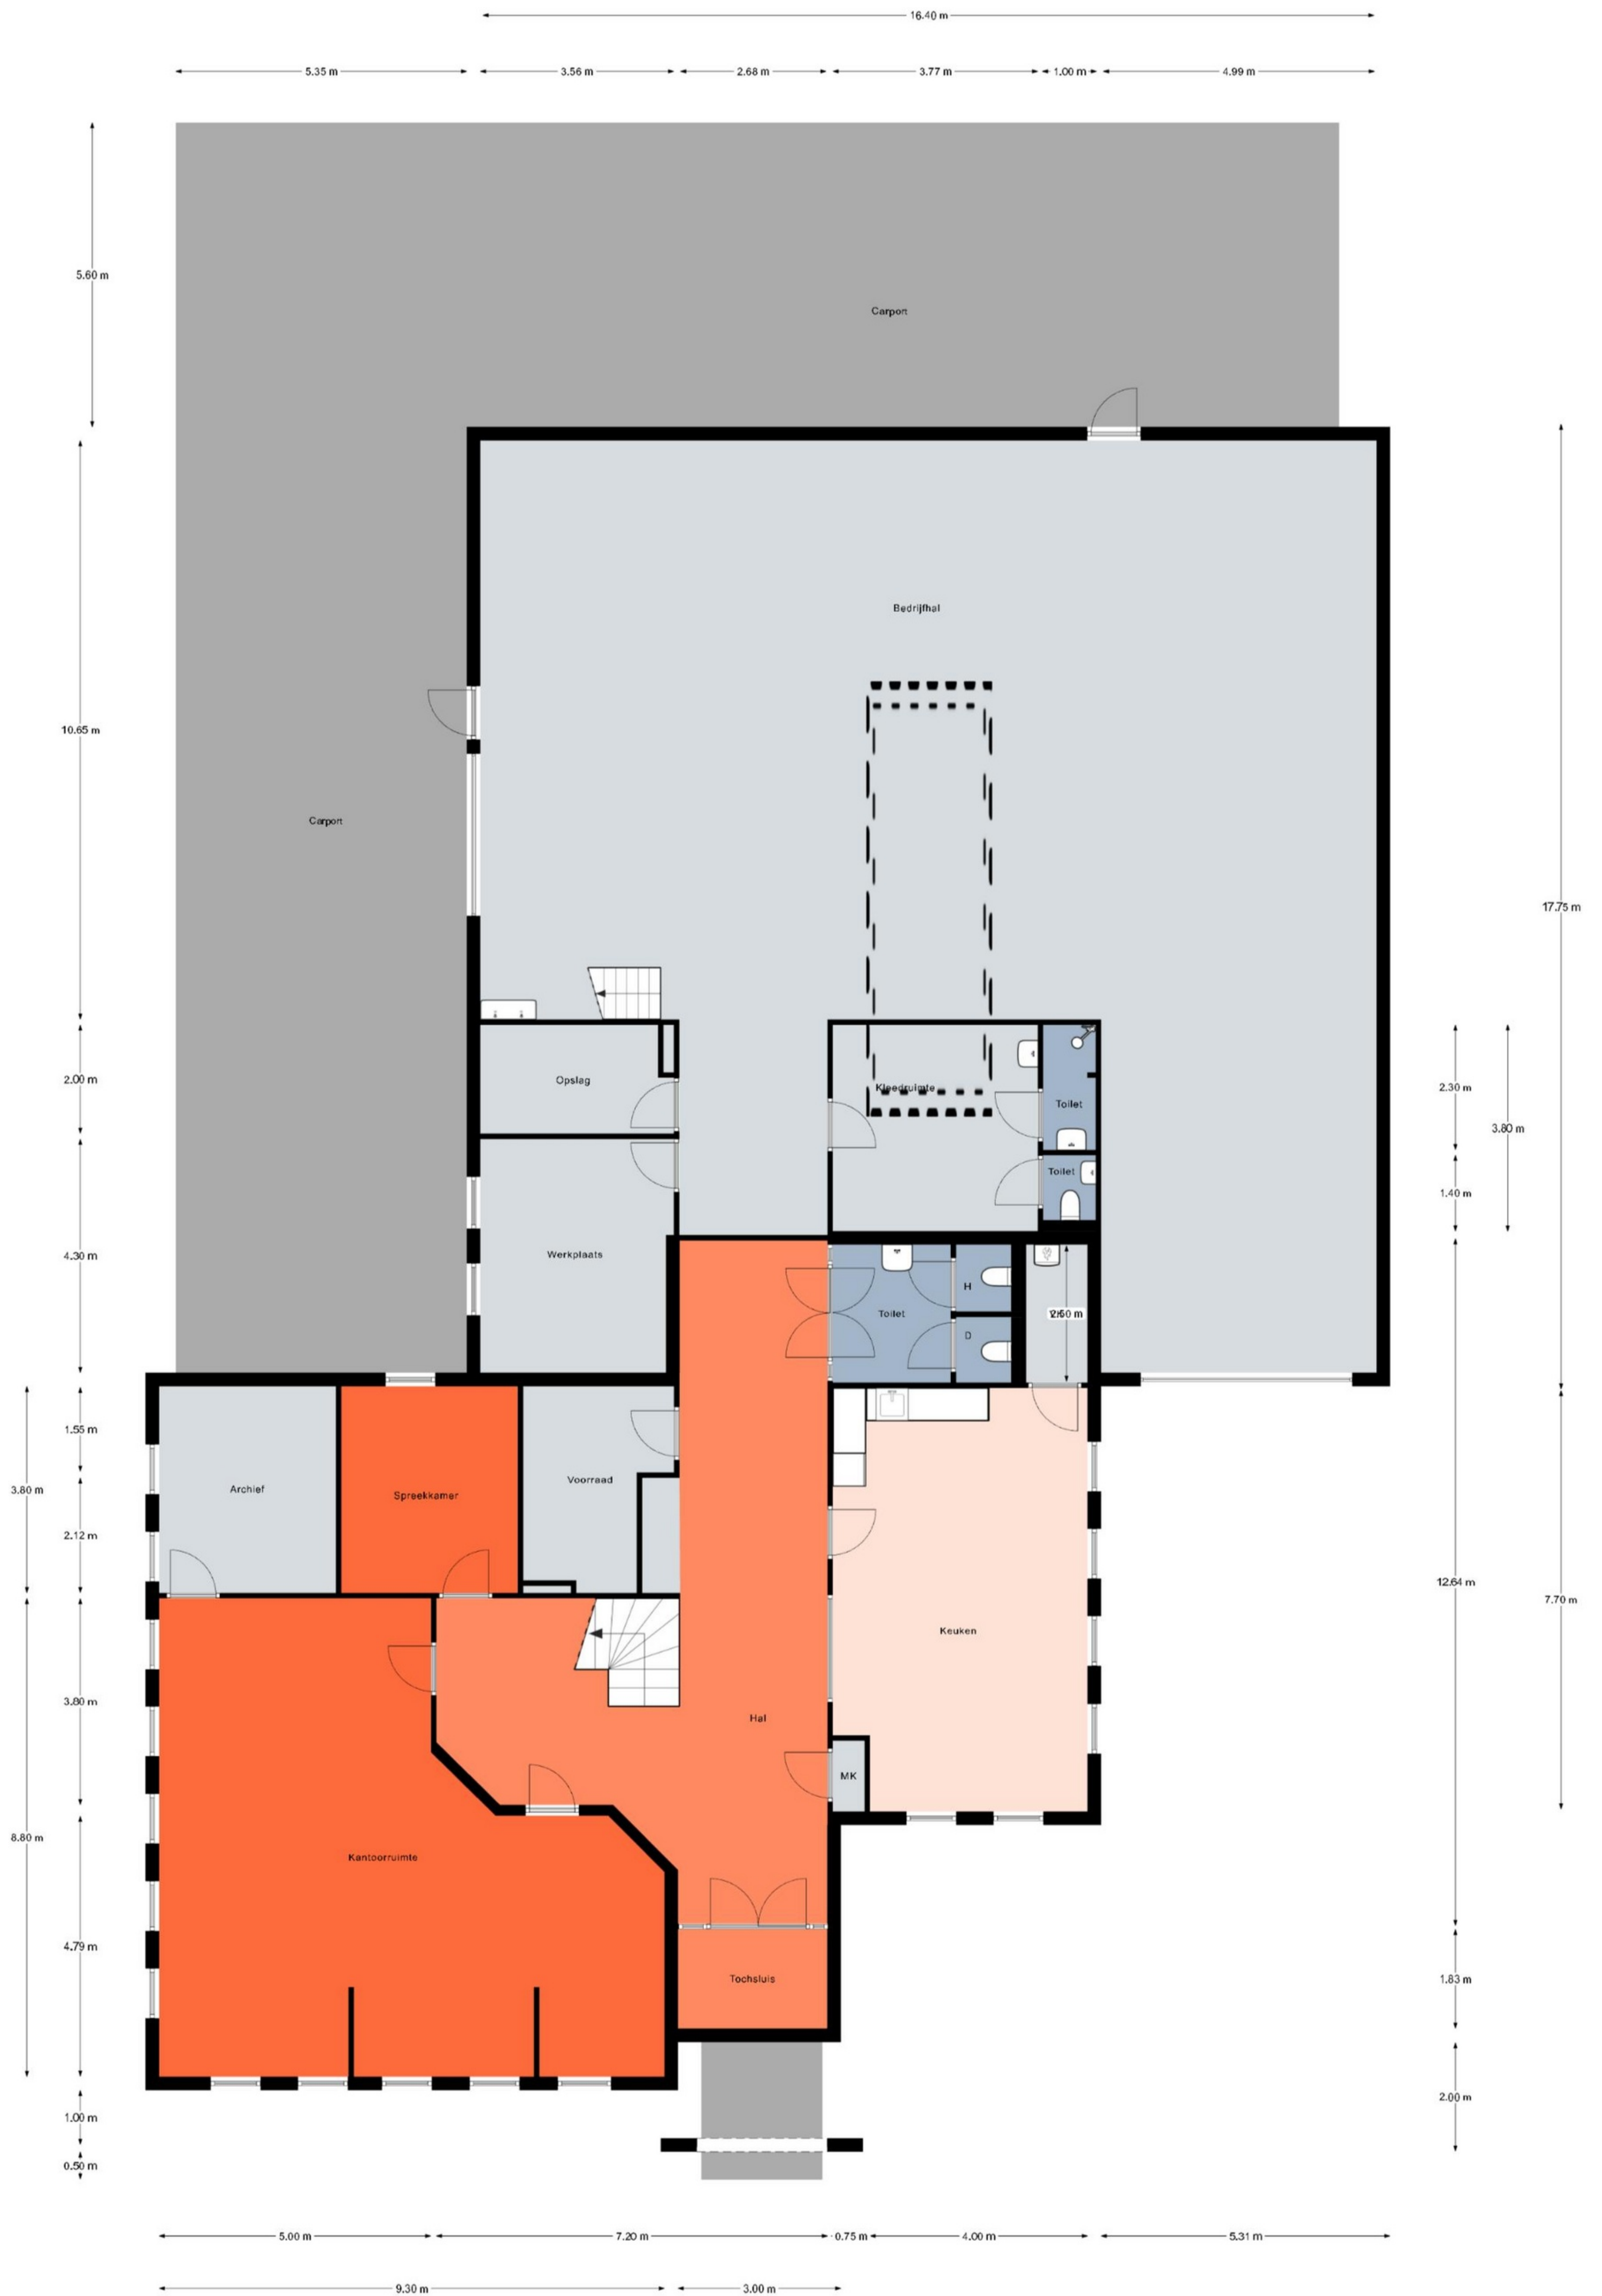 16.40 m
5.35 m
3.56 m
2.68 m
3.77 m
1.00 m
4.99 m
5.60 m
Carport
Bedrijfhal
10.65 m
Carport
17.75 m
Opslag
2.00 m
Kleedruimte
Toilet
2.30 m
3.80 m
Toilet
1.40 m
Werkplaats
4.30 m
Toilet
H
D
2.60 m
Archief
Spreekkamer
Voorraad
1.55 m
3.80 m
2.12 m
12.64 m
7.70 m
Keuken
3.80 m
Hal
MK
8.80 m
Kantoorruimte
4.79 m
Tochsluis
1.83 m
2.00 m
1.00 m
0.50 m
5.00 m
7.20 m
0.75 m
4.00 m
5.31 m
9.30 m
3.00 m